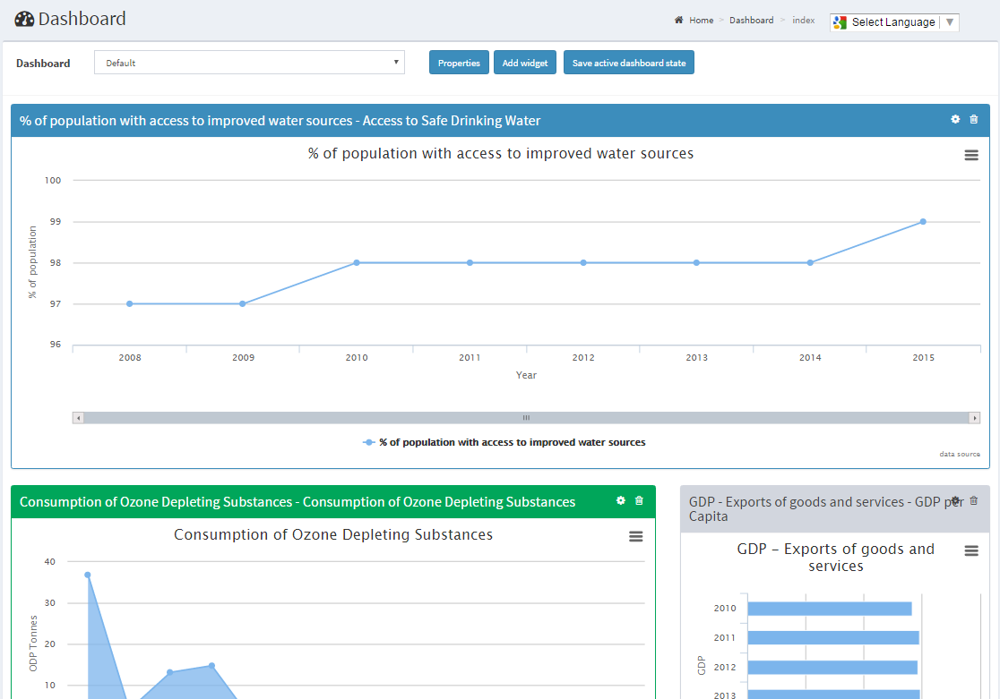 Dashboard
Home > Dashboard > index
Select Language ▼
Dashboard
Default
Properties
Add widget
Save active dashboard state
% of population with access to improved water sources - Access to Safe Drinking Water
% of population with access to improved water sources
100
99
98
97
96
% of population
2008 2009 2010 2011 2012 2013 2014 2015
Year
% of population with access to improved water sources
data source
Consumption of Ozone Depleting Substances - Consumption of Ozone Depleting Substances
Consumption of Ozone Depleting Substances
40
30
20
10
ODP Tonnes
GDP - Exports of goods and services - GDP per
Capita
GDP – Exports of goods and
services
2010
2011
2012
2013
GDP